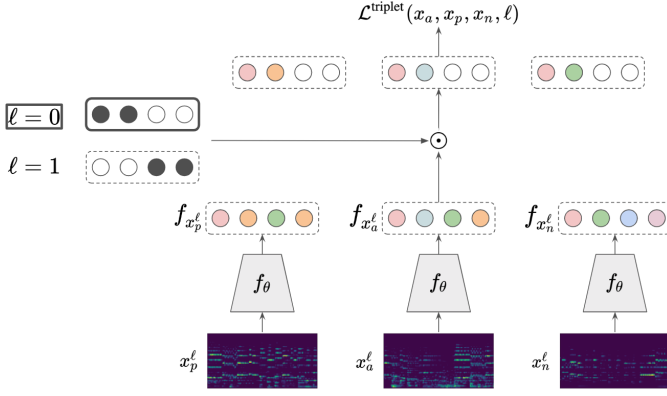 ℒ^triplet(x_a, x_p, x_n, ℓ)
ℓ = 0
ℓ = 1
f_{x_p^ℓ} f_{x_a^ℓ} f_{x_n^ℓ}
f_θ f_θ f_θ
x_p^ℓ x_a^ℓ x_n^ℓ